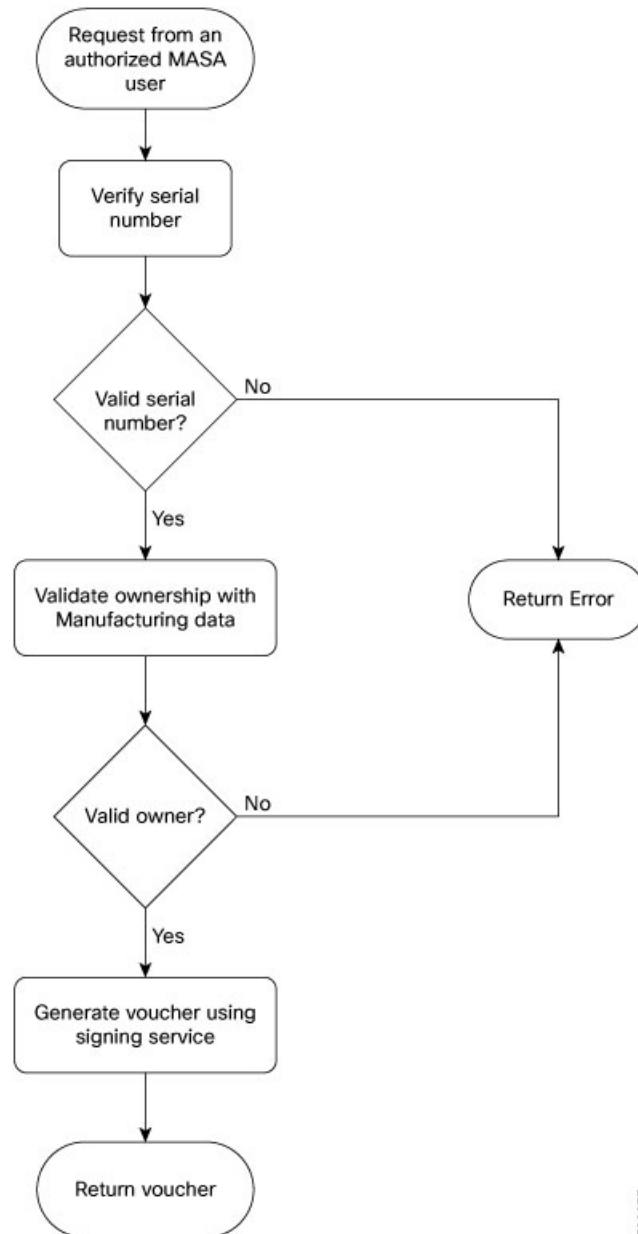 Request from an
authorized MASA
user
Verify serial
number
Valid serial
number?
No
Yes
Validate ownership with
Manufacturing data
Return Error
Valid owner?
No
Yes
Generate voucher using
signing service
Return voucher